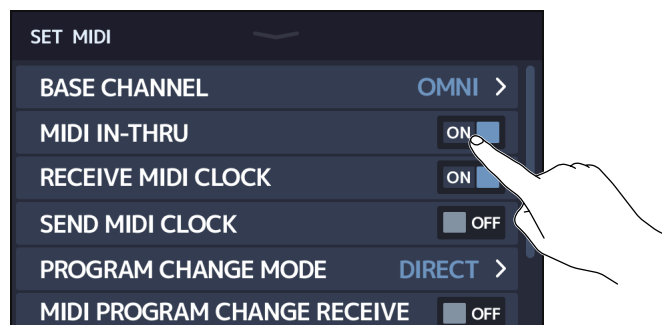 SET MIDI
BASE CHANNEL OMNI >
MIDI IN-THRU ON
RECEIVE MIDI CLOCK ON
SEND MIDI CLOCK OFF
PROGRAM CHANGE MODE DIRECT >
MIDI PROGRAM CHANGE RECEIVE OFF